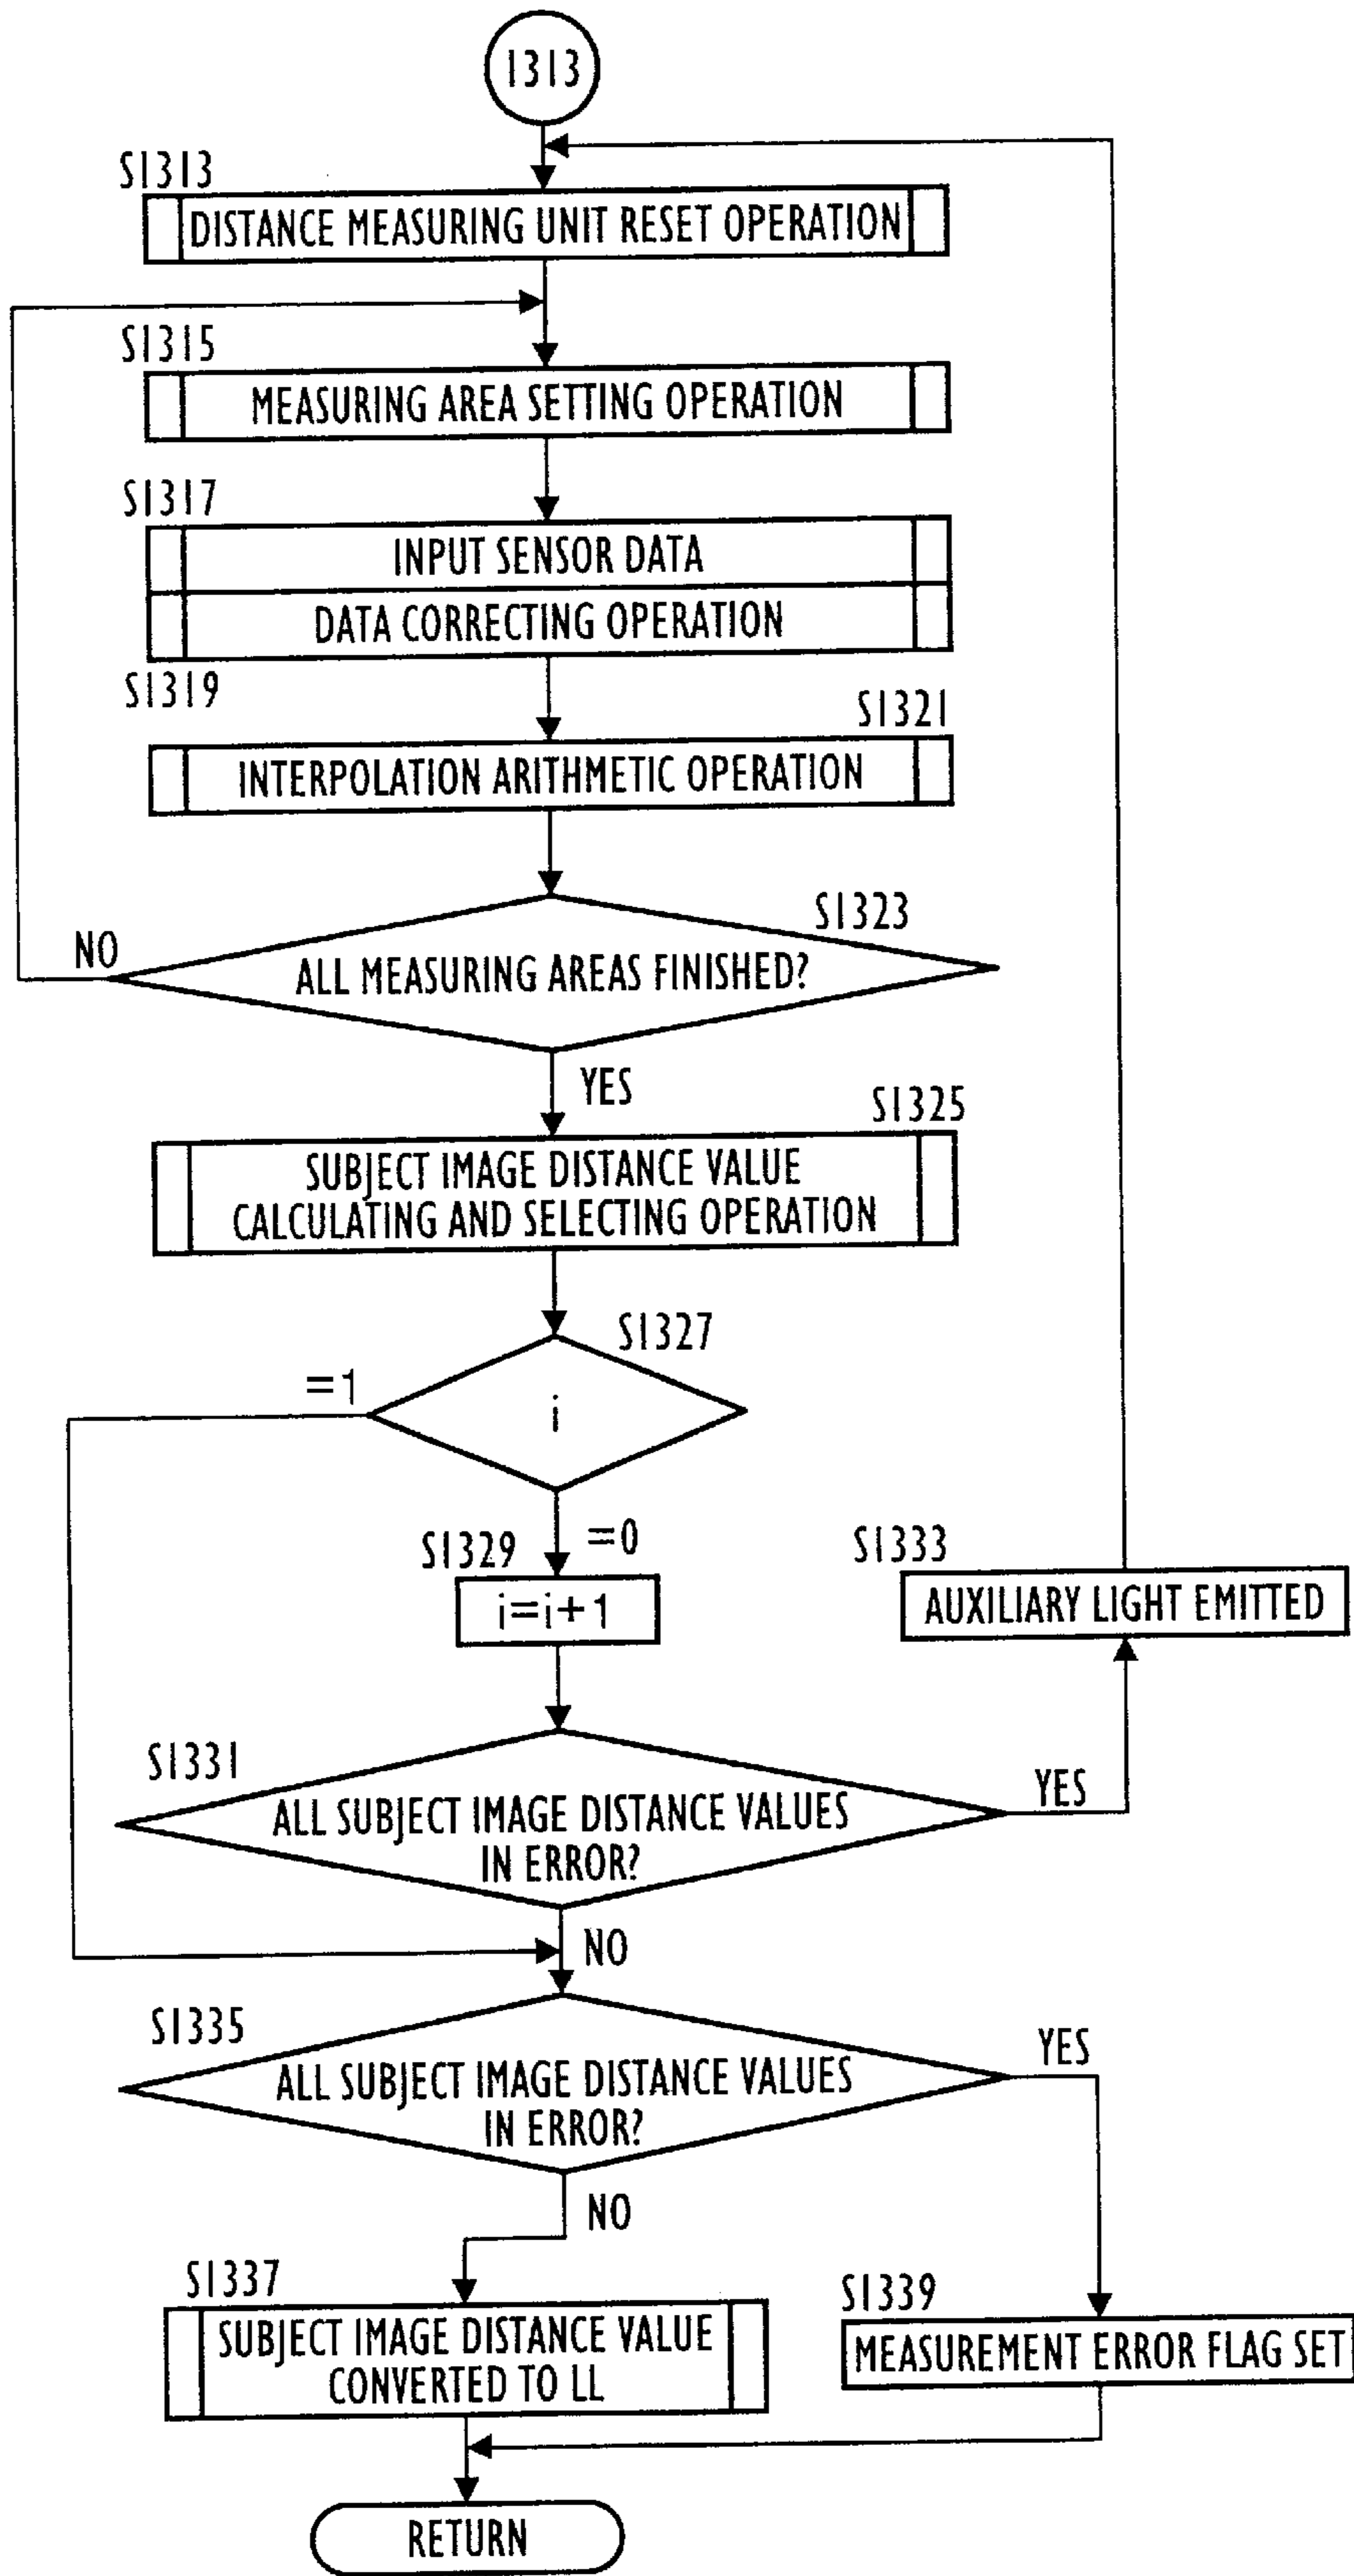 1313
S1313
DISTANCE MEASURING UNIT RESET OPERATION
S1315
MEASURING AREA SETTING OPERATION
S1317
INPUT SENSOR DATA
DATA CORRECTING OPERATION
S1319
S1321
INTERPOLATION ARITHMETIC OPERATION
S1323
NO
ALL MEASURING AREAS FINISHED?
YES
S1325
SUBJECT IMAGE DISTANCE VALUE
CALCULATING AND SELECTING OPERATION
S1327
=1
i
=0
S1329
i=i+1
S1333
AUXILIARY LIGHT EMITTED
S1331
ALL SUBJECT IMAGE DISTANCE VALUES
IN ERROR?
YES
NO
S1335
ALL SUBJECT IMAGE DISTANCE VALUES
IN ERROR?
YES
NO
S1337
SUBJECT IMAGE DISTANCE VALUE
CONVERTED TO LL
S1339
MEASUREMENT ERROR FLAG SET
RETURN